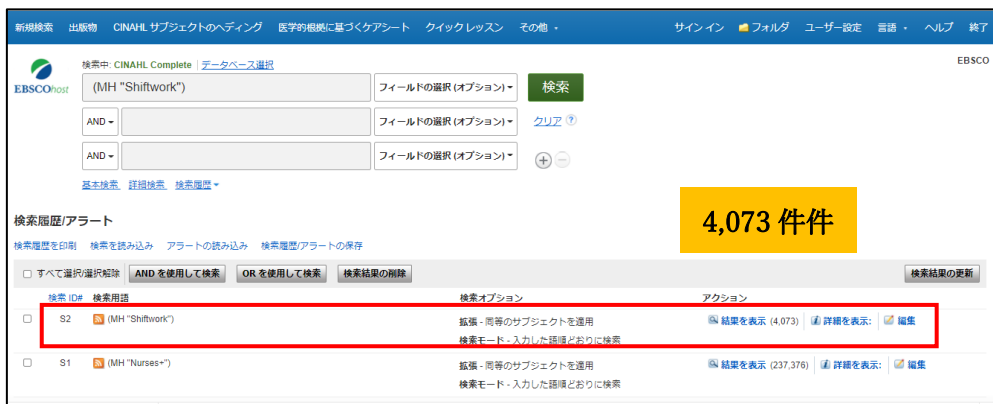 新規検索 出版物 CINAHL サブジェクトのヘディング 医学的根拠に基づくケアシート クイックレッスン その他 サインイン フォルダ ユーザー設定 言語 ヘルプ 終了
検索中: CINAHL Complete データベース選択 EBSCO
EBSCOhost (MH "Shiftwork") フィールドの選択 (オプション) 検索
AND フィールドの選択 (オプション) クリア ?
AND フィールドの選択 (オプション) + −
基本検索 詳細検索 検索履歴
4,073 件件
検索履歴/アラート
検索履歴を印刷 検索を読み込み アラートの読み込み 検索履歴/アラートの保存
すべて選択/選択解除 AND を使用して検索 OR を使用して検索 検索結果の削除 検索結果の更新
検索 ID# 検索用語 検索オプション アクション
S2 (MH "Shiftwork") 拡張 - 同等のサブジェクトを適用 結果を表示 (4,073) 詳細を表示: 編集
検索モード - 入力した語順どおりに検索
S1 (MH "Nurses+") 拡張 - 同等のサブジェクトを適用 結果を表示 (237,376) 詳細を表示: 編集
検索モード - 入力した語順どおりに検索